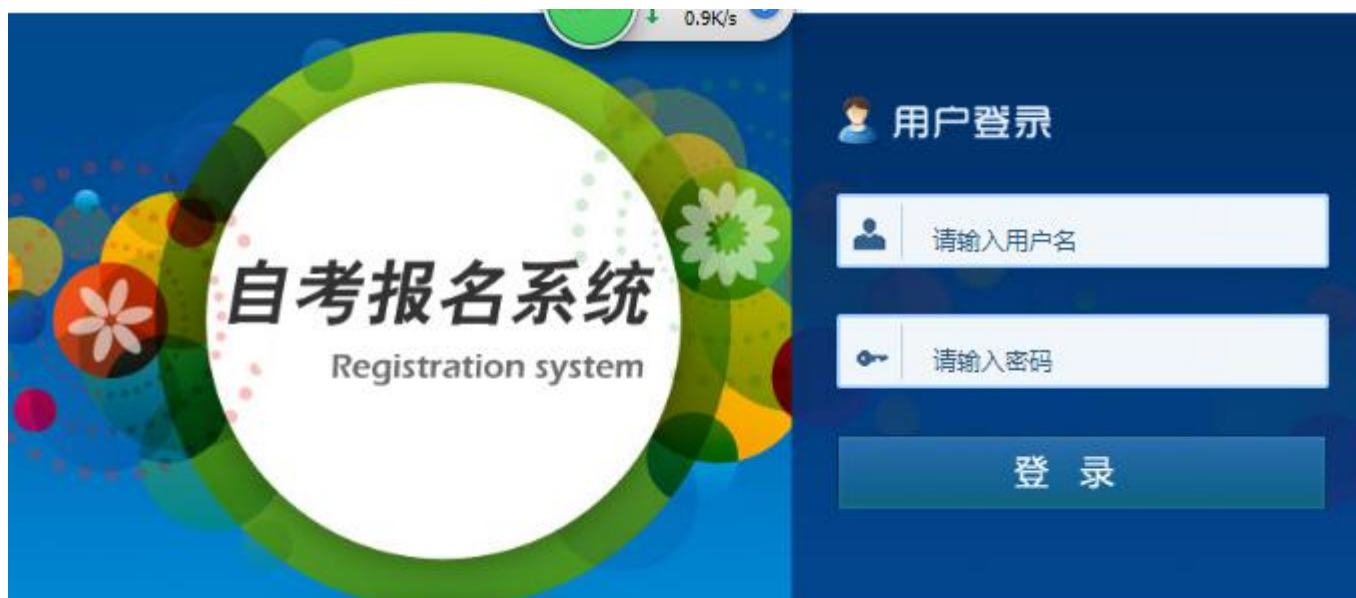 0.9K/s
用户登录
请输入用户名
自考报名系统
Registration system
请输入密码
登 录